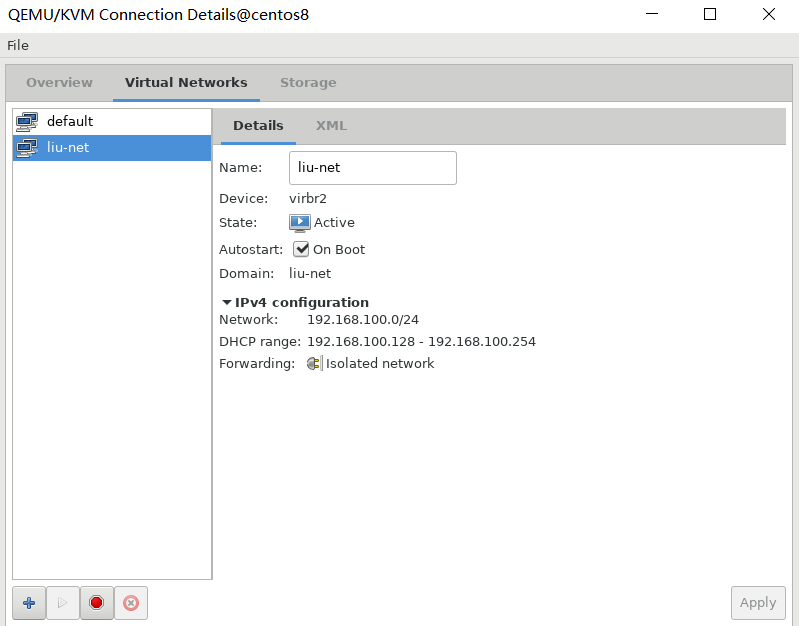 QEMU/KVM Connection Details@centos8
File
Overview Virtual Networks Storage
default
liu-net
Details XML
Name: liu-net
Device: virbr2
State: Active
Autostart: On Boot
Domain: liu-net
IPv4 configuration
Network: 192.168.100.0/24
DHCP range: 192.168.100.128 - 192.168.100.254
Forwarding: Isolated network
Apply